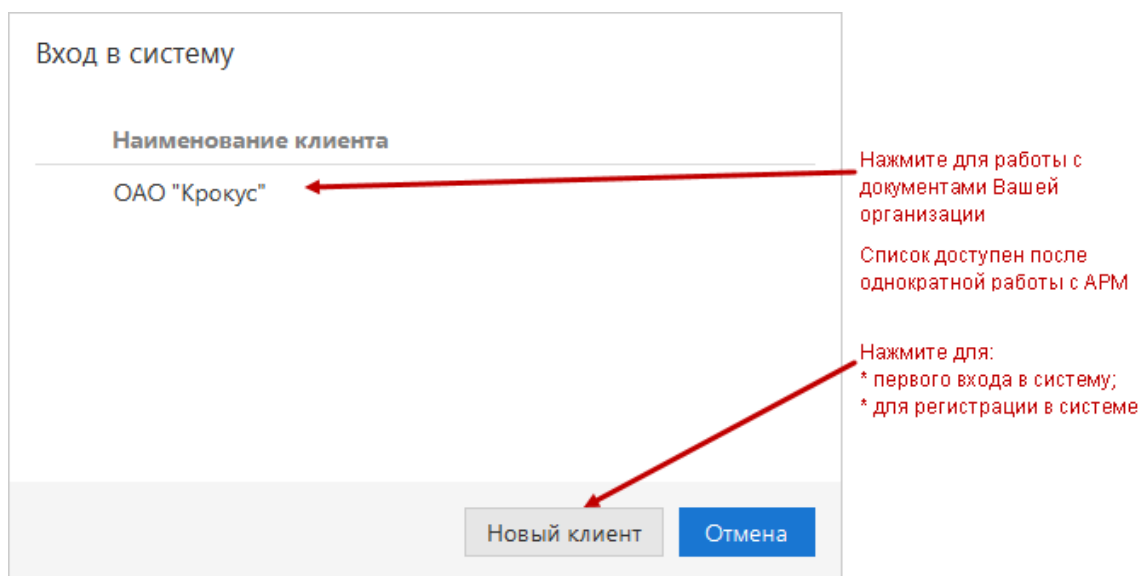 Вход в систему
Наименование клиента
ОАО "Крокус"
Нажмите для работы с
документами Вашей
организации
Список доступен после
однократной работы с АРМ
Нажмите для:
* первого входа в систему;
* для регистрации в системе
Новый клиент
Отмена